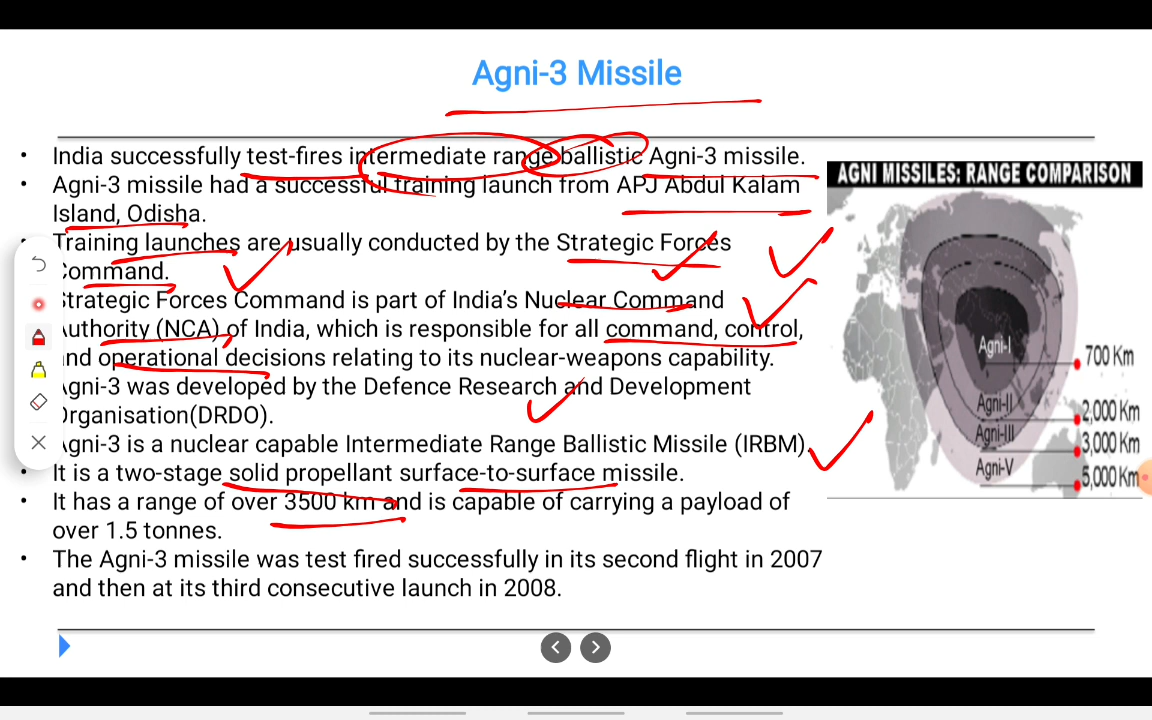 Agni-3 Missile
• India successfully test-fires intermediate range ballistic Agni-3 missile.
• Agni-3 missile had a successful training launch from APJ Abdul Kalam
Island, Odisha.
• Training launches are usually conducted by the Strategic Forces
Command.
Strategic Forces Command is part of India’s Nuclear Command
Authority (NCA) of India, which is responsible for all command, control,
and operational decisions relating to its nuclear-weapons capability.
Agni-3 was developed by the Defence Research and Development
Organisation(DRDO).
Agni-3 is a nuclear capable Intermediate Range Ballistic Missile (IRBM).
• It is a two-stage solid propellant surface-to-surface missile.
• It has a range of over 3500 km and is capable of carrying a payload of
over 1.5 tonnes.
• The Agni-3 missile was test fired successfully in its second flight in 2007
and then at its third consecutive launch in 2008.
AGNI MISSILES: RANGE COMPARISON
Agni-I
700 Km
Agni-II
2,000 Km
Agni-III
3,000 Km
Agni-V
5,000 Km